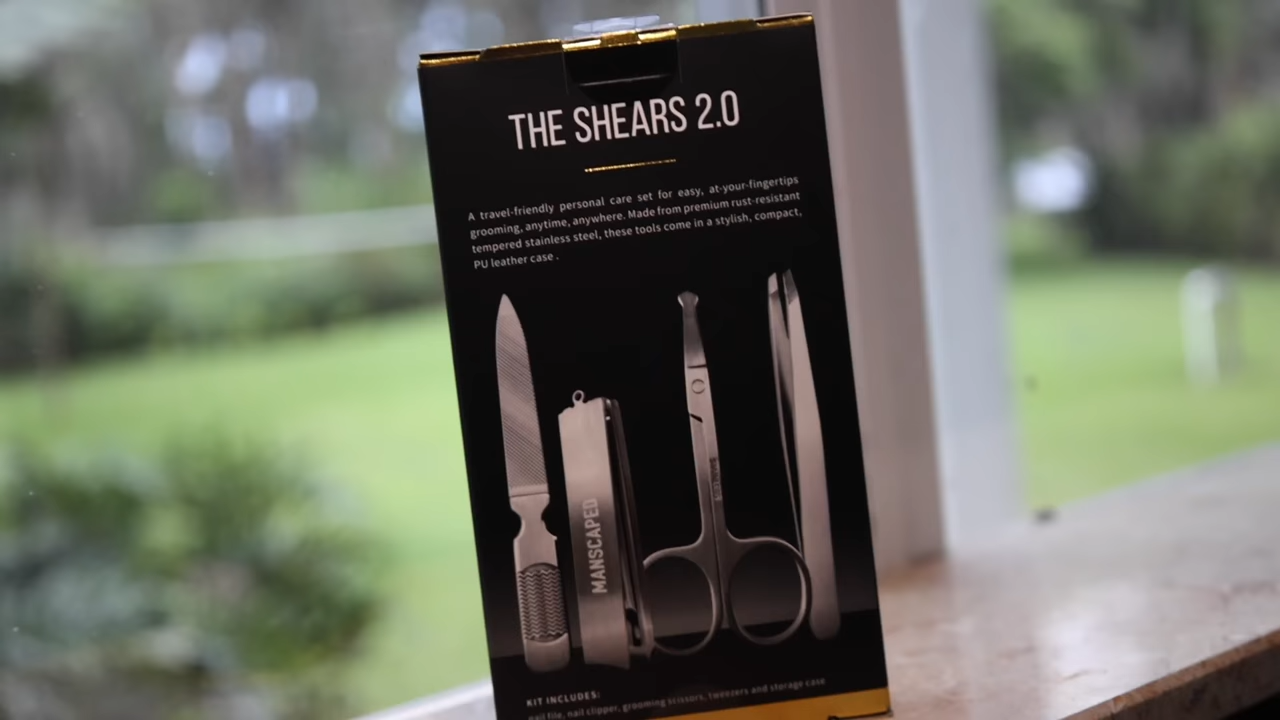 THE SHEARS 2.0
A travel-friendly personal care set for easy, at-your-fingertips
grooming, anytime, anywhere. Made from premium rust-resistant
tempered stainless steel, these tools come in a stylish, compact,
PU leather case .
MANSCAPED
KIT INCLUDES:
nail file, nail clipper, grooming scissors, tweezers and storage case